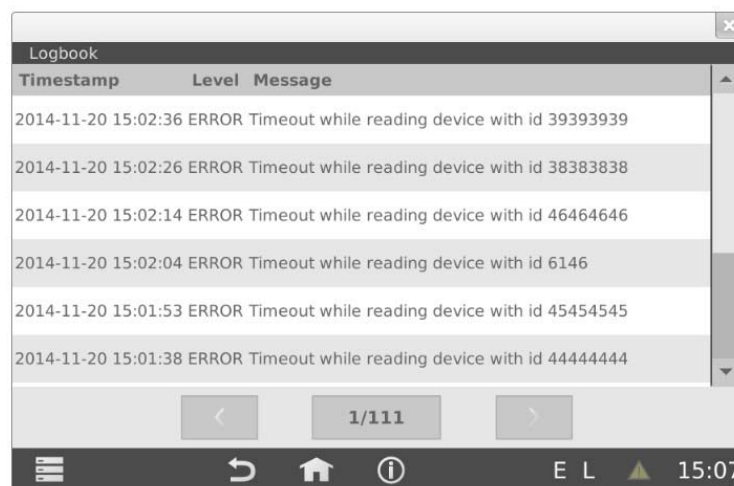 Logbook
Timestamp Level Message
2014-11-20 15:02:36 ERROR Timeout while reading device with id 39393939
2014-11-20 15:02:26 ERROR Timeout while reading device with id 38383838
2014-11-20 15:02:14 ERROR Timeout while reading device with id 46464646
2014-11-20 15:02:04 ERROR Timeout while reading device with id 6146
2014-11-20 15:01:53 ERROR Timeout while reading device with id 45454545
2014-11-20 15:01:38 ERROR Timeout while reading device with id 44444444
1/111
E L 15:07